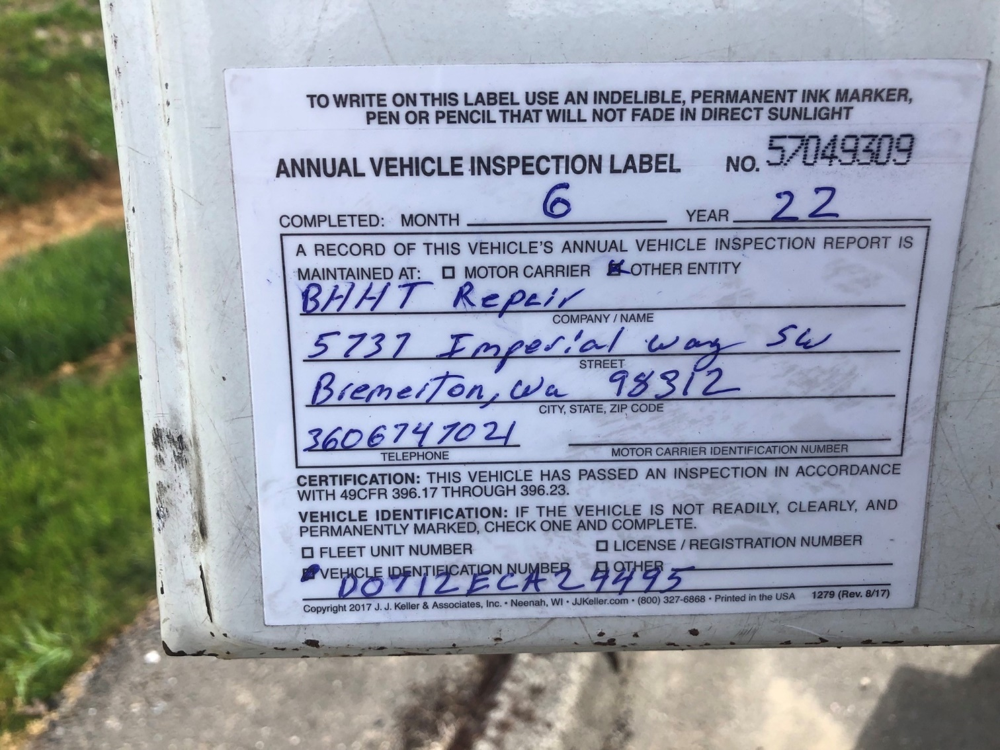 TO WRITE ON THIS LABEL USE AN INDELIBLE, PERMANENT INK MARKER,
PEN OR PENCIL THAT WILL NOT FADE IN DIRECT SUNLIGHT
ANNUAL VEHICLE INSPECTION LABEL NO. 57049309
COMPLETED: MONTH 6 YEAR 22
A RECORD OF THIS VEHICLE'S ANNUAL VEHICLE INSPECTION REPORT IS
MAINTAINED AT: MOTOR CARRIER OTHER ENTITY
BHHT Repair
COMPANY / NAME
5737 Imperial way SW
STREET
Bremerton, Wa 98312
CITY, STATE, ZIP CODE
3606747021
TELEPHONE MOTOR CARRIER IDENTIFICATION NUMBER
CERTIFICATION: THIS VEHICLE HAS PASSED AN INSPECTION IN ACCORDANCE
WITH 49CFR 396.17 THROUGH 396.23.
VEHICLE IDENTIFICATION: IF THE VEHICLE IS NOT READILY, CLEARLY, AND
PERMANENTLY MARKED, CHECK ONE AND COMPLETE.
FLEET UNIT NUMBER LICENSE / REGISTRATION NUMBER
VEHICLE IDENTIFICATION NUMBER OTHER
DO712ECA29495
Copyright 2017 J. J. Keller & Associates, Inc. • Neenah, WI • JJKeller.com • (800) 327-6868 • Printed in the USA 1279 (Rev. 8/17)